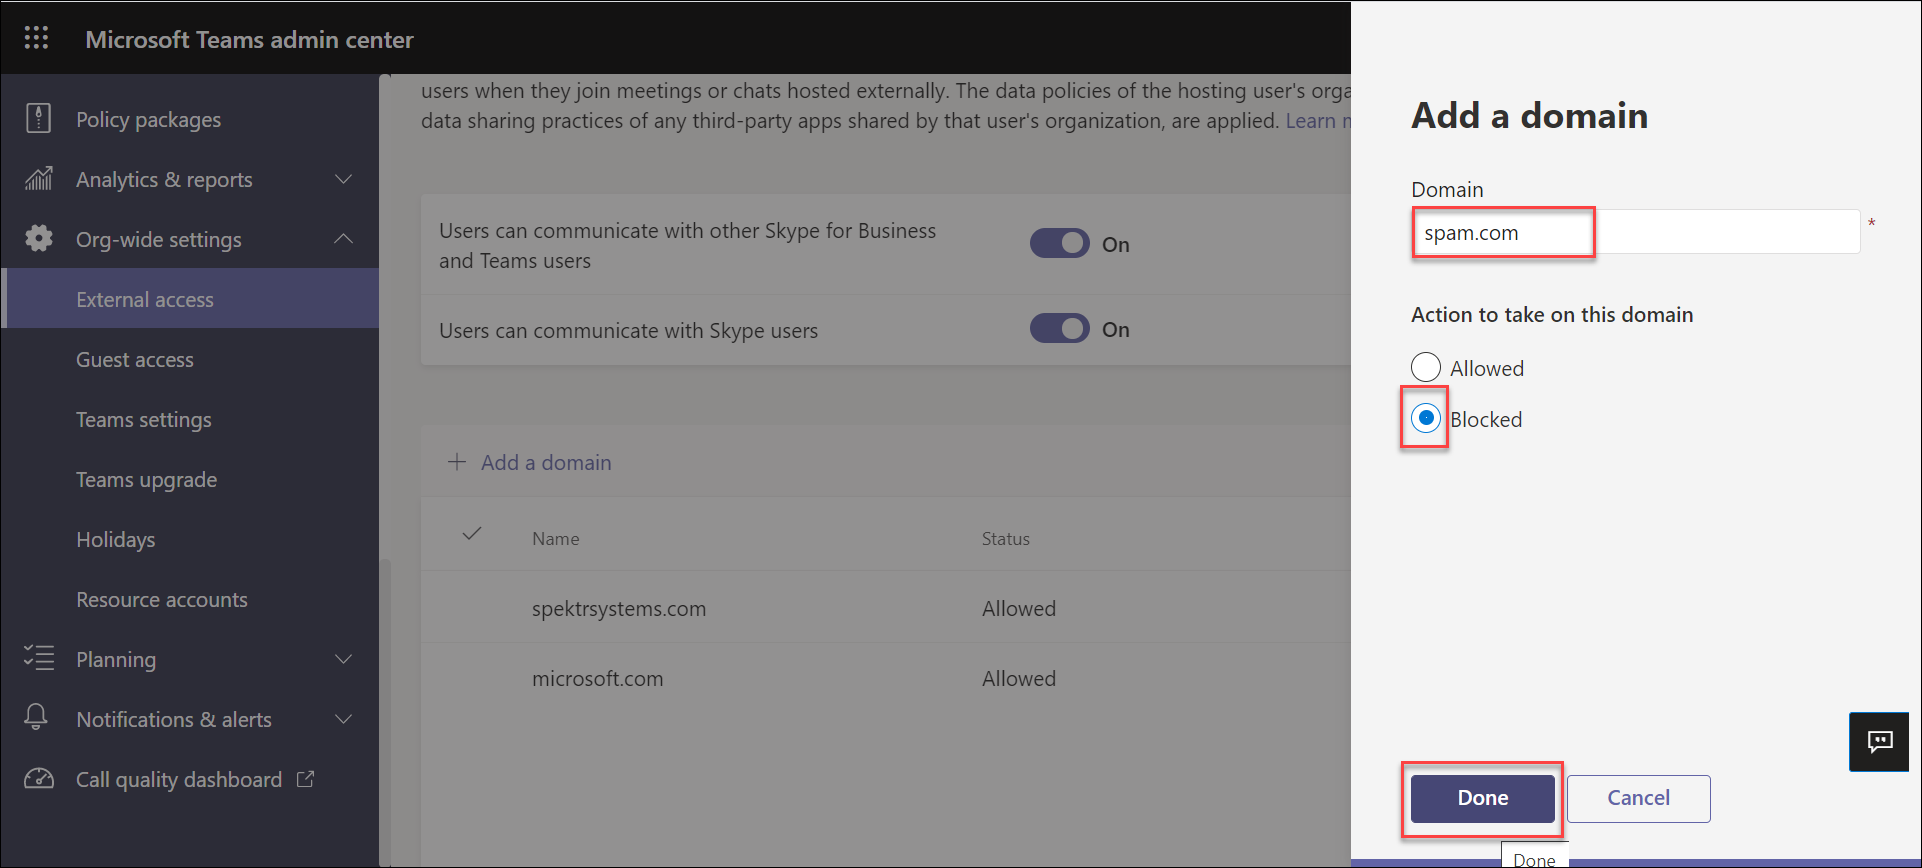 Microsoft Teams admin center
Policy packages
Analytics & reports
Org-wide settings
External access
Guest access
Teams settings
Teams upgrade
Holidays
Resource accounts
Planning
Notifications & alerts
Call quality dashboard
users when they join meetings or chats hosted externally. The data policies of the hosting user's orga
data sharing practices of any third-party apps shared by that user's organization, are applied. Learn m
Users can communicate with other Skype for Business
and Teams users
On
Users can communicate with Skype users
On
Add a domain
Name Status
spektrsystems.com Allowed
microsoft.com Allowed
Add a domain
Domain
spam.com *
Action to take on this domain
Allowed
Blocked
Done Cancel
Done